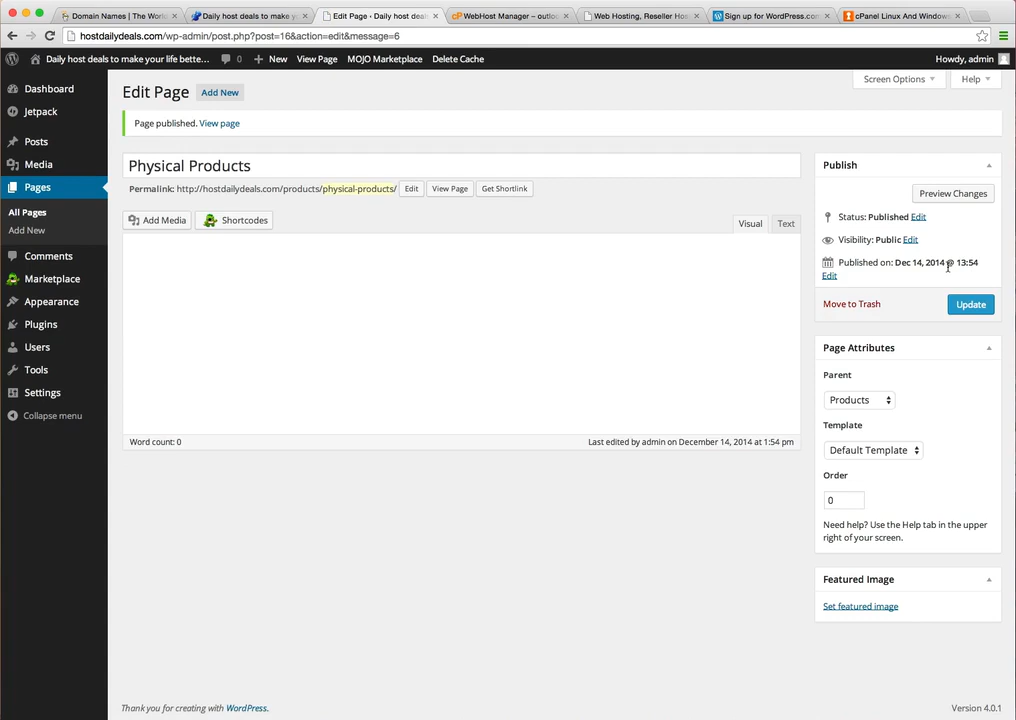 Domain Names | The Worl
Daily host deals to make yo
Edit Page ‹ Daily host deals
cP WebHost Manager – outlo
Web Hosting, Reseller Hos
Sign up for WordPress.com
cPanel Linux And Windows
hostdailydeals.com/wp-admin/post.php?post=16&action=edit&message=6
Daily host deals to make your life bette... 0 + New View Page MOJO Marketplace Delete Cache Howdy, admin
Screen Options Help
Dashboard
Jetpack
Posts
Media
Pages
All Pages
Add New
Comments
Marketplace
Appearance
Plugins
Users
Tools
Settings
Collapse menu
Edit Page Add New
Page published. View page
Physical Products
Permalink: http://hostdailydeals.com/products/physical-products/ Edit View Page Get Shortlink
Add Media Shortcodes
Visual Text
Word count: 0 Last edited by admin on December 14, 2014 at 1:54 pm
Publish
Preview Changes
Status: Published Edit
Visibility: Public Edit
Published on: Dec 14, 2014 @ 13:54
Edit
Move to Trash Update
Page Attributes
Parent
Products
Template
Default Template
Order
0
Need help? Use the Help tab in the upper
right of your screen.
Featured Image
Set featured image
Thank you for creating with WordPress. Version 4.0.1